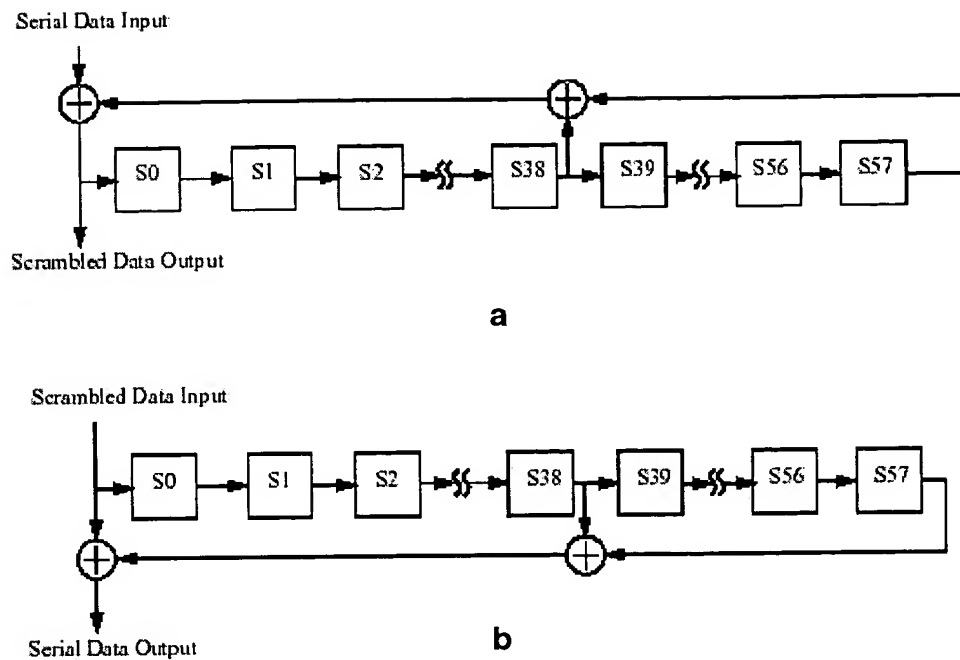 Serial Data Input
S0 S1 S2 S38 S39 S56 S57
Scrambled Data Output
a
Scrambled Data Input
S0 S1 S2 S38 S39 S56 S57
Serial Data Output
b